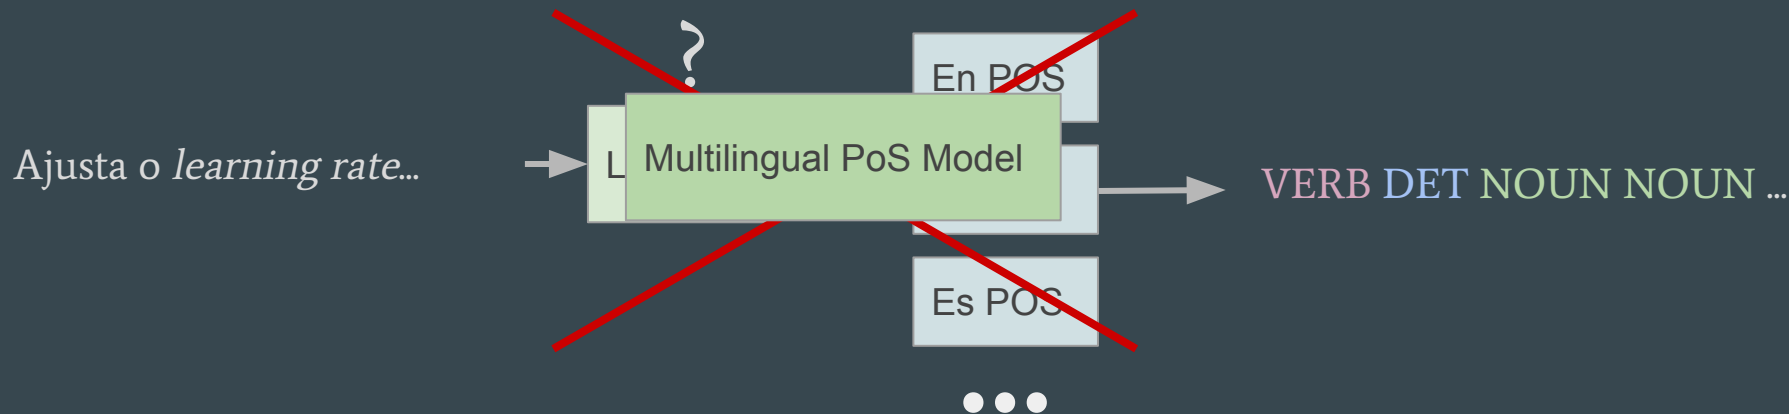 ?
En POS
Ajusta o learning rate...
L
Multilingual PoS Model
VERB DET NOUN NOUN ...
Es POS
...